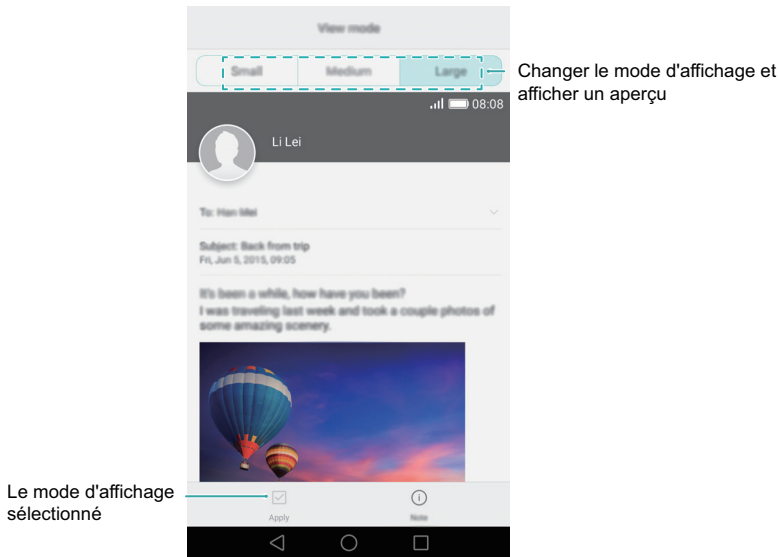 View mode
Small Medium Large
Changer le mode d'affichage et
afficher un aperçu
08:08
Li Lei
To: Han Mei
Subject: Back from trip
Fri, Jun 5, 2015, 09:05
It's been a while, how have you been?
I was traveling last week and took a couple photos of
some amazing scenery.
Le mode d'affichage
sélectionné
Apply Note